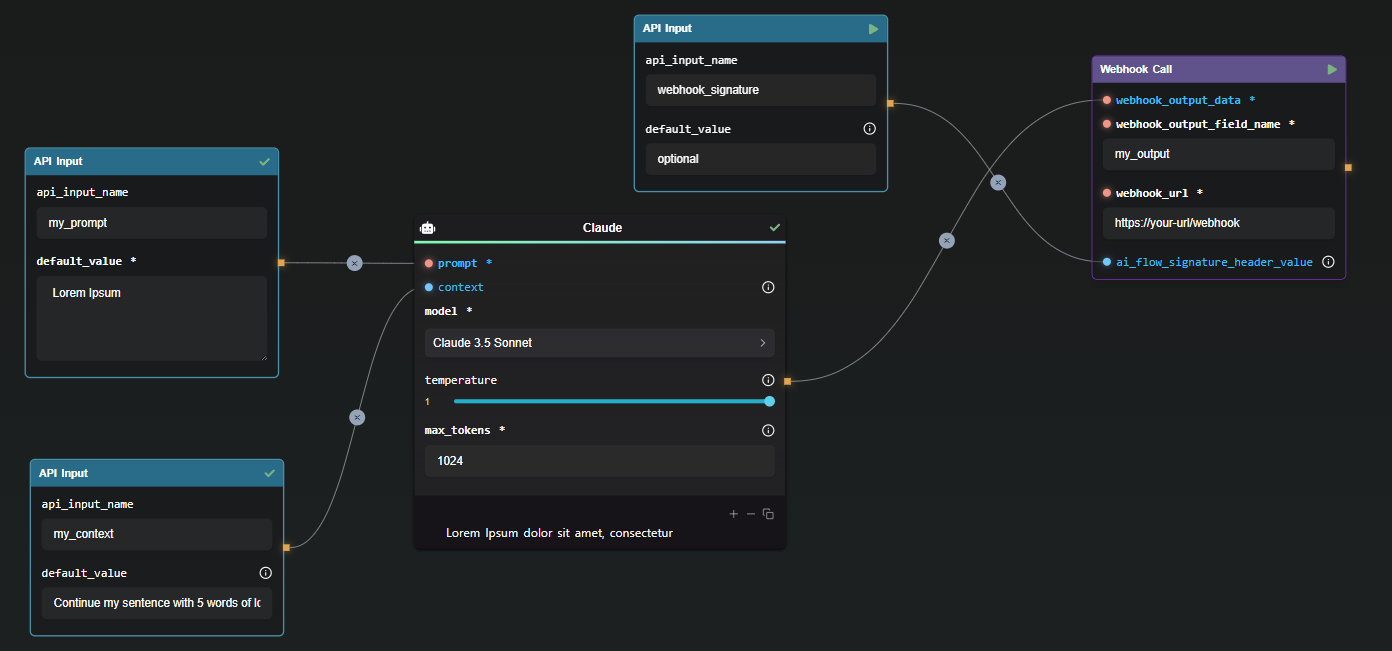 API Input
api_input_name
my_prompt
default_value *
Lorem Ipsum
API Input
api_input_name
my_context
default_value
Continue my sentence with 5 words of lo
Claude
prompt *
context
model *
Claude 3.5 Sonnet
temperature
1
max_tokens *
1024
Lorem Ipsum dolor sit amet, consectetur
API Input
api_input_name
webhook_signature
default_value
optional
Webhook Call
webhook_output_data *
webhook_output_field_name *
my_output
webhook_url *
https://your-url/webhook
ai_flow_signature_header_value